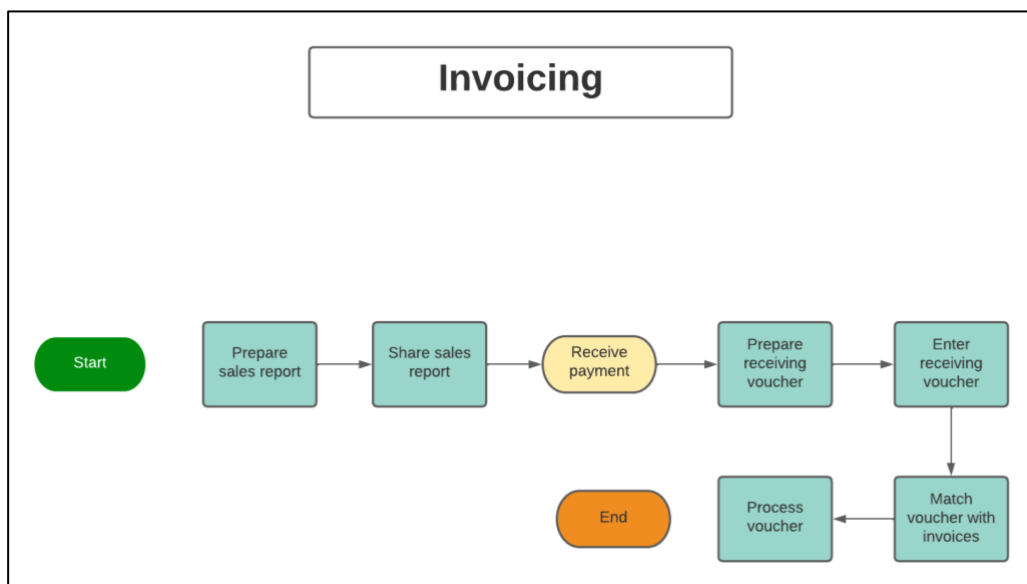 Invoicing
Start
Prepare
sales report
Share sales
report
Receive
payment
Prepare
receiving
voucher
Enter
receiving
voucher
End
Process
voucher
Match
voucher with
invoices